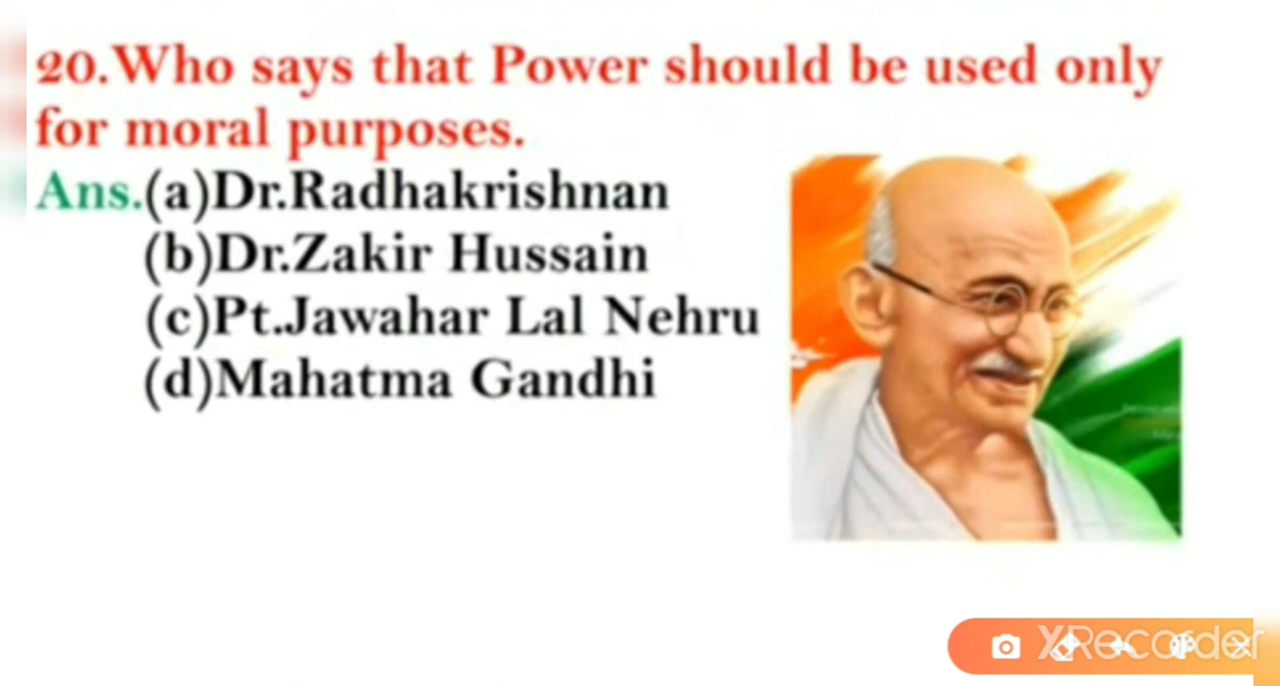 20.Who says that Power should be used only
for moral purposes.
Ans.(a)Dr.Radhakrishnan
(b)Dr.Zakir Hussain
(c)Pt.Jawahar Lal Nehru
(d)Mahatma Gandhi
XRecorder